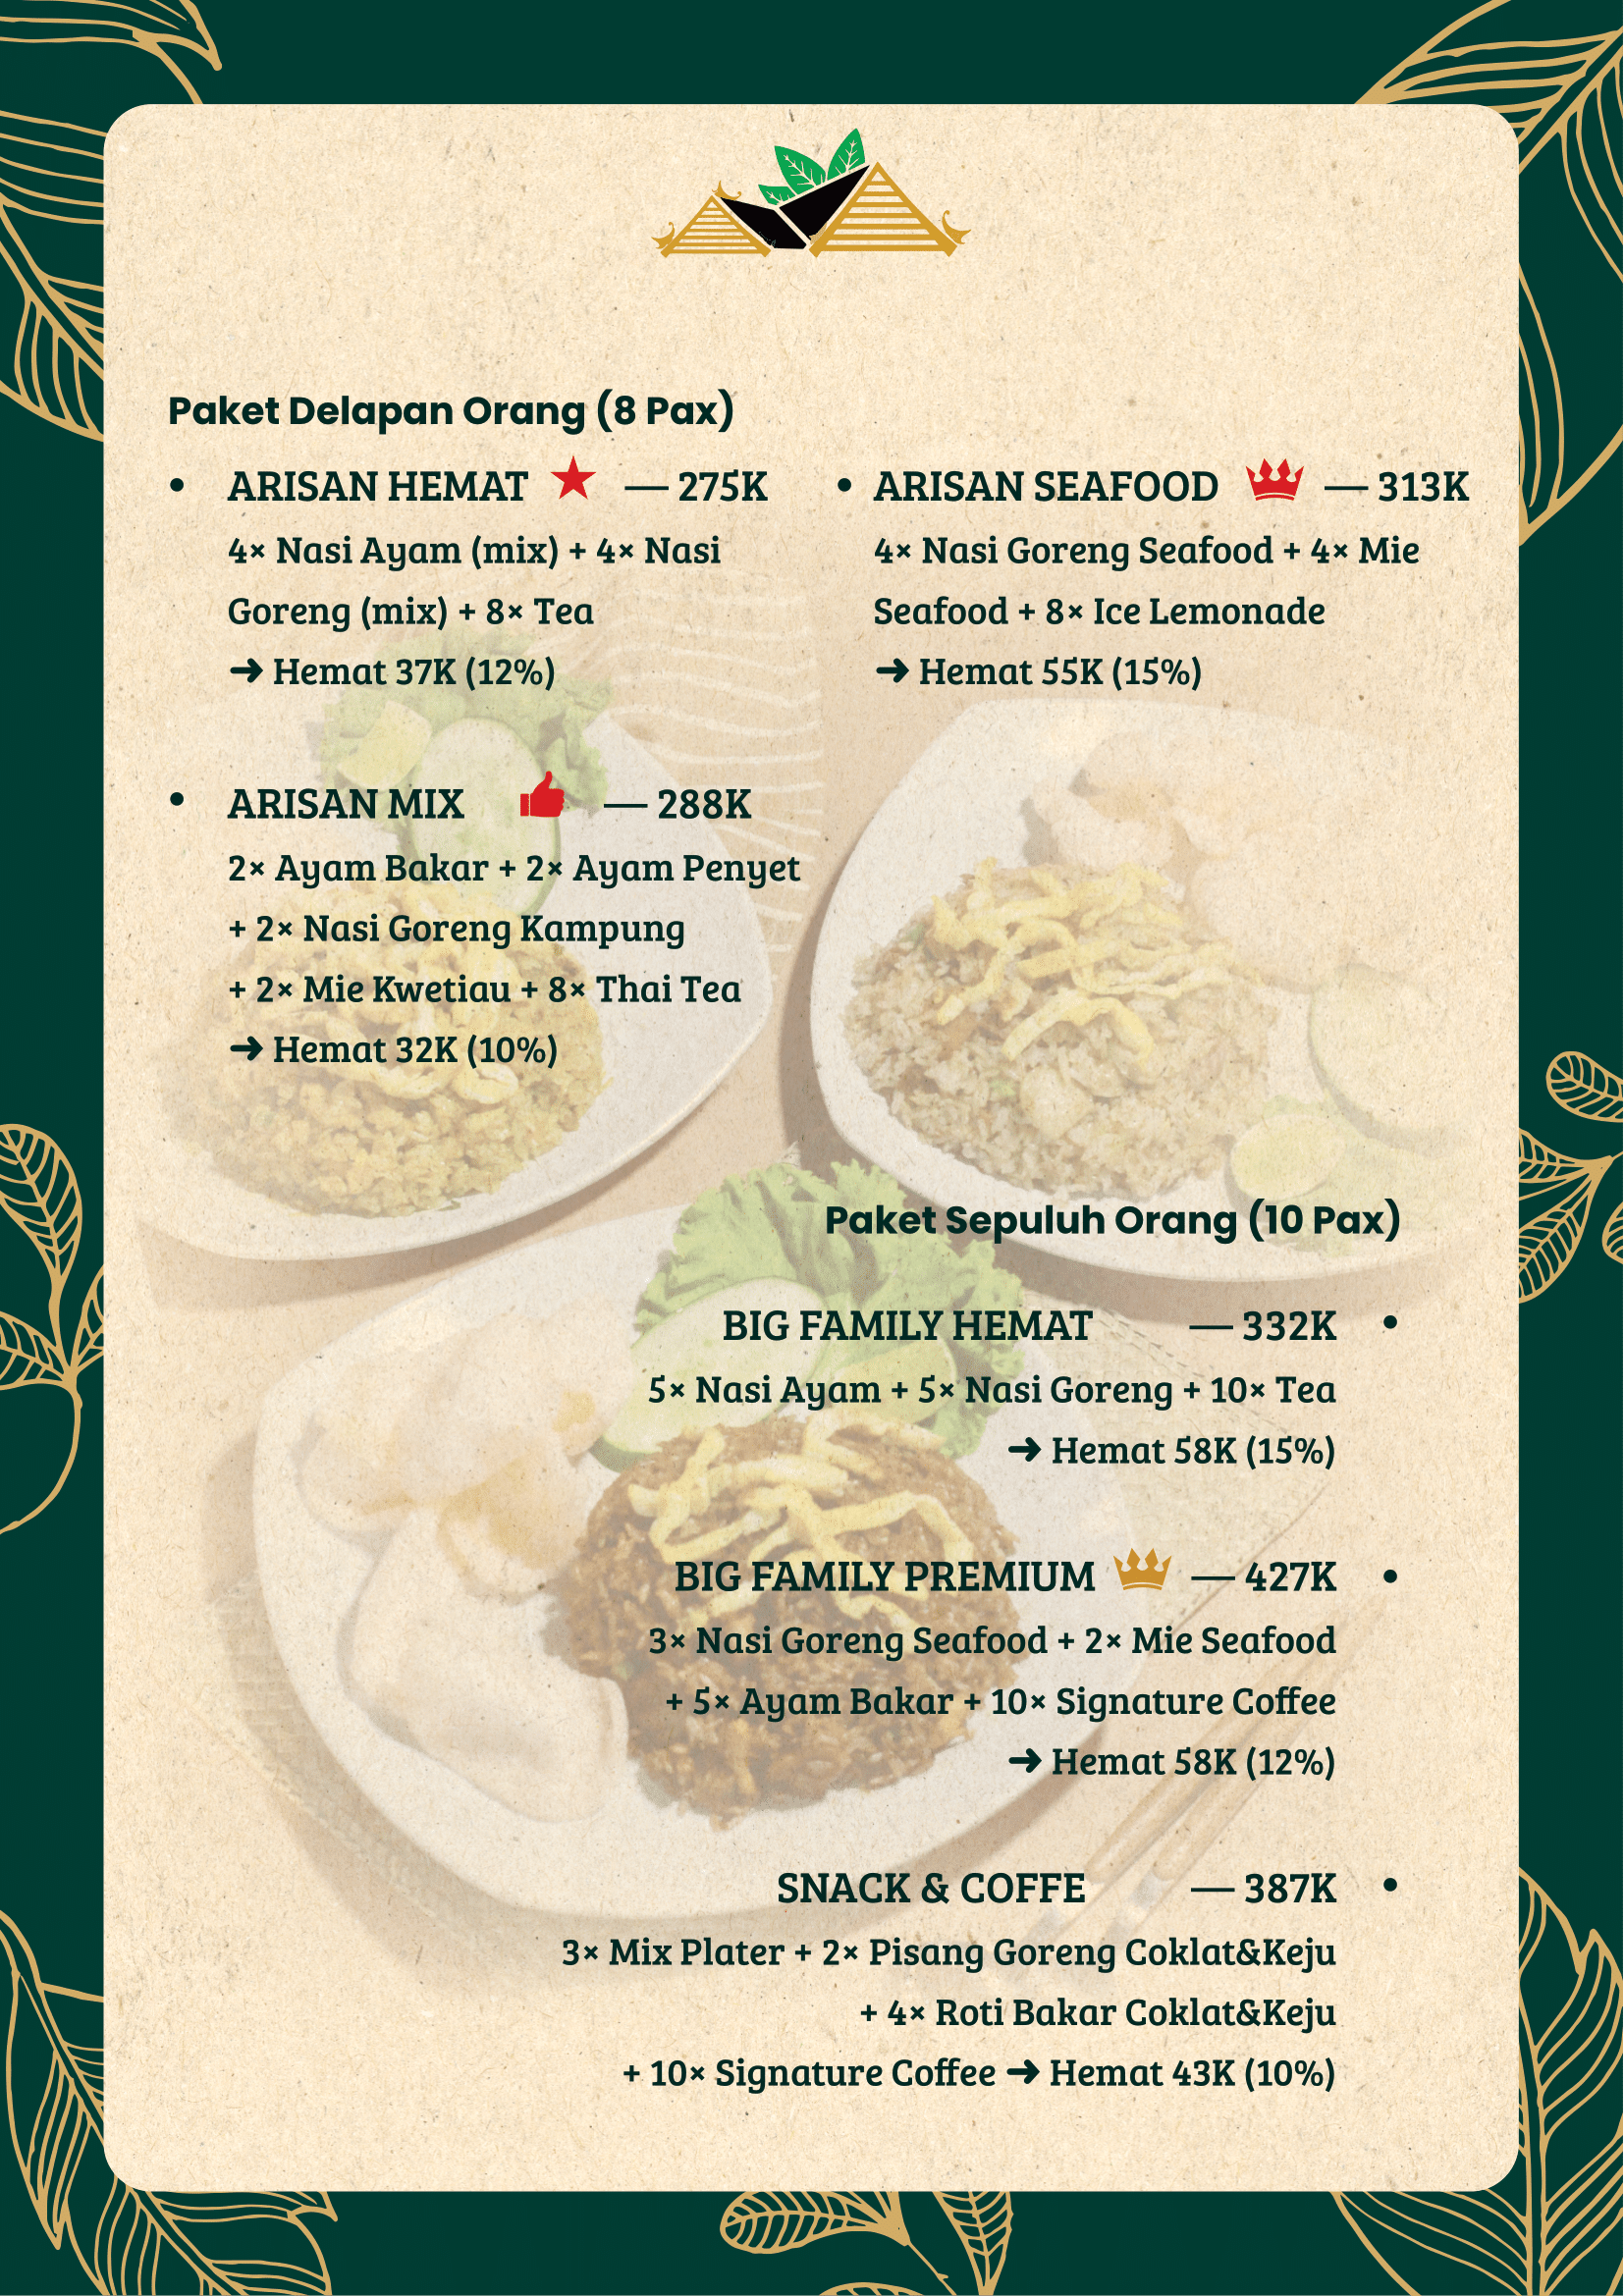 Paket Delapan Orang (8 Pax)
• ARISAN HEMAT ★ — 275K
4× Nasi Ayam (mix) + 4× Nasi
Goreng (mix) + 8× Tea
➜ Hemat 37K (12%)
• ARISAN SEAFOOD — 313K
4× Nasi Goreng Seafood + 4× Mie
Seafood + 8× Ice Lemonade
➜ Hemat 55K (15%)
• ARISAN MIX — 288K
2× Ayam Bakar + 2× Ayam Penyet
+ 2× Nasi Goreng Kampung
+ 2× Mie Kwetiau + 8× Thai Tea
➜ Hemat 32K (10%)
Paket Sepuluh Orang (10 Pax)
BIG FAMILY HEMAT — 332K •
5× Nasi Ayam + 5× Nasi Goreng + 10× Tea
➜ Hemat 58K (15%)
BIG FAMILY PREMIUM — 427K •
3× Nasi Goreng Seafood + 2× Mie Seafood
+ 5× Ayam Bakar + 10× Signature Coffee
➜ Hemat 58K (12%)
SNACK & COFFE — 387K •
3× Mix Plater + 2× Pisang Goreng Coklat&Keju
+ 4× Roti Bakar Coklat&Keju
+ 10× Signature Coffee ➜ Hemat 43K (10%)